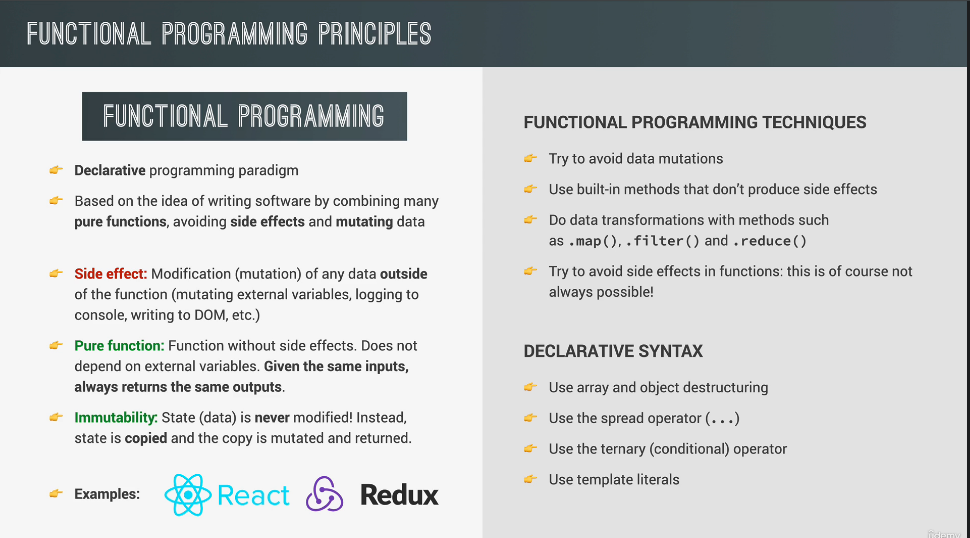 FUNCTIONAL PROGRAMMING PRINCIPLES
FUNCTIONAL PROGRAMMING
Declarative programming paradigm
Based on the idea of writing software by combining many
pure functions, avoiding side effects and mutating data
Side effect: Modification (mutation) of any data outside
of the function (mutating external variables, logging to
console, writing to DOM, etc.)
Pure function: Function without side effects. Does not
depend on external variables. Given the same inputs,
always returns the same outputs.
Immutability: State (data) is never modified! Instead,
state is copied and the copy is mutated and returned.
Examples:
React
Redux
FUNCTIONAL PROGRAMMING TECHNIQUES
Try to avoid data mutations
Use built-in methods that don’t produce side effects
Do data transformations with methods such
as .map(), .filter() and .reduce()
Try to avoid side effects in functions: this is of course not
always possible!
DECLARATIVE SYNTAX
Use array and object destructuring
Use the spread operator (...)
Use the ternary (conditional) operator
Use template literals